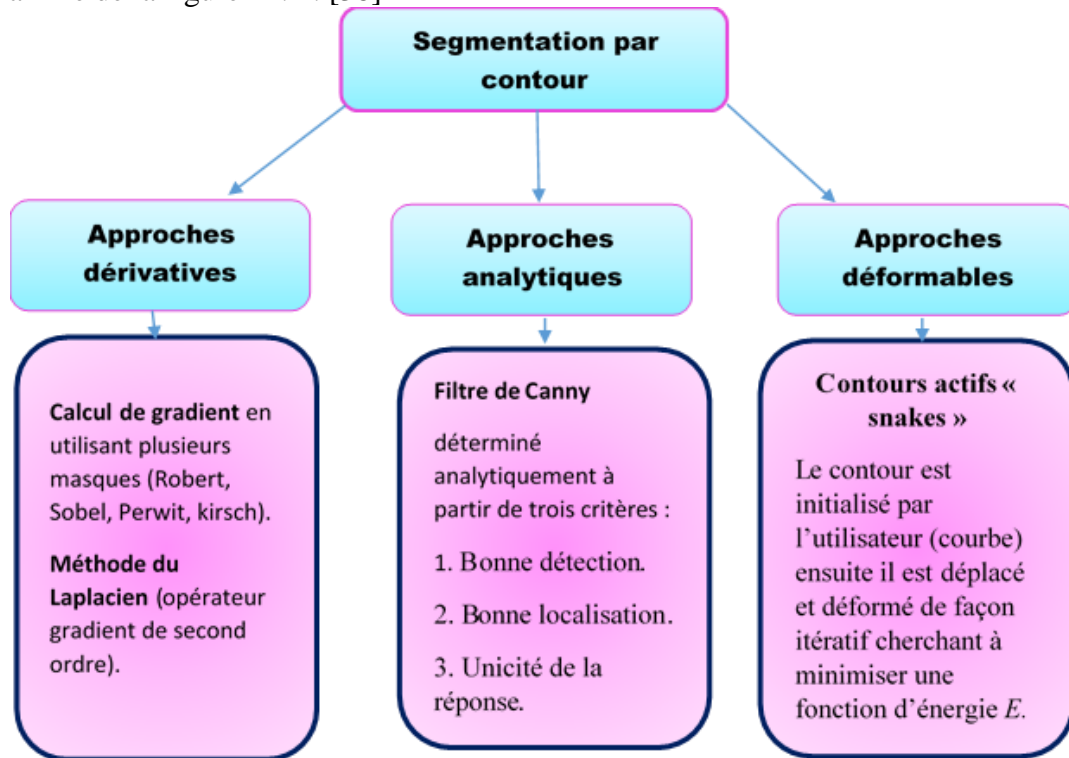 Segmentation par
contour
Approches
dérivatives
Approches
analytiques
Approches
déformables
Calcul de gradient en
utilisant plusieurs
masques (Robert,
Sobel, Perwit, kirsch).
Méthode du
Laplacien (opérateur
gradient de second
ordre).
Filtre de Canny
déterminé
analytiquement à
partir de trois critères :
1. Bonne détection.
2. Bonne localisation.
3. Unicité de la
réponse.
Contours actifs «
snakes »
Le contour est
initialisé par
l’utilisateur (courbe)
ensuite il est déplacé
et déformé de façon
itératif cherchant à
minimiser une
fonction d’énergie E.